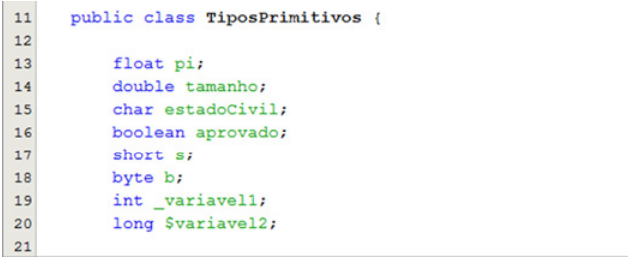 11 public class TiposPrimitivos {
12
13 float pi;
14 double tamanho;
15 char estadoCivil;
16 boolean aprovado;
17 short s;
18 byte b;
19 int _variavel1;
20 long $variavel2;
21